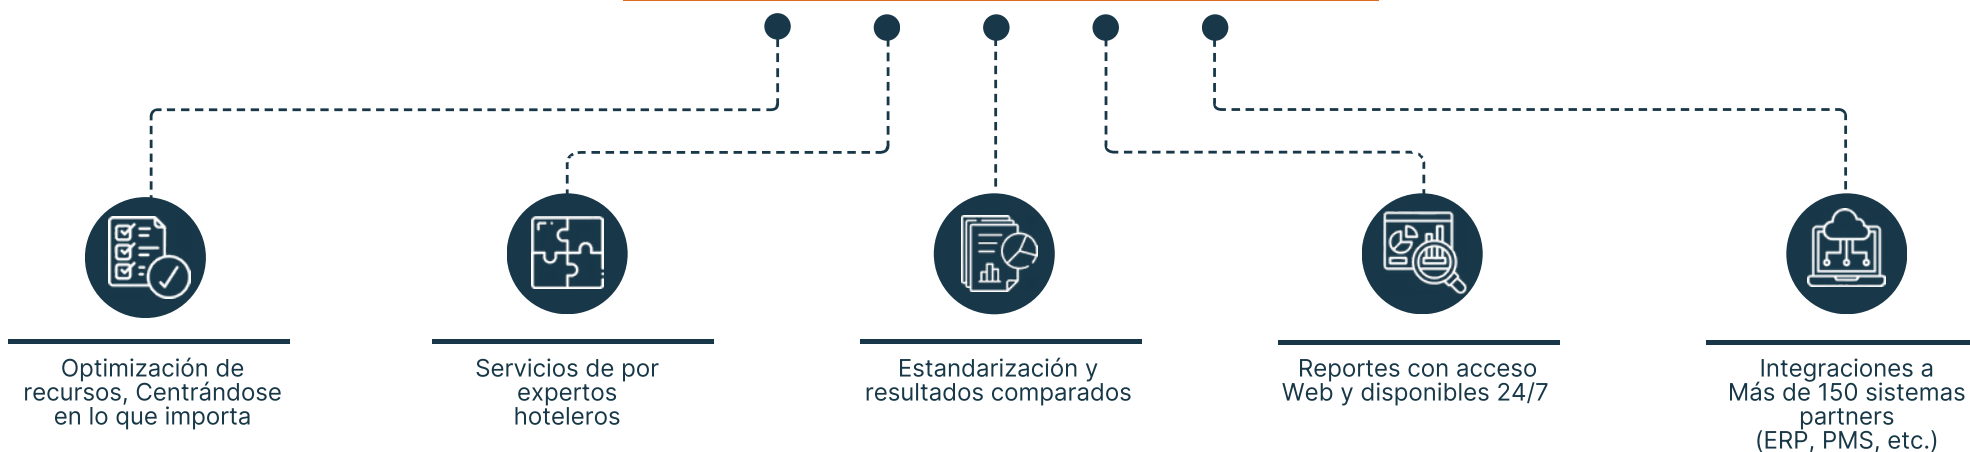 Optimización de
recursos, Centrándose
en lo que importa
Servicios de por
expertos
hoteleros
Estandarización y
resultados comparados
Reportes con acceso
Web y disponibles 24/7
Integraciones a
Más de 150 sistemas
partners
(ERP, PMS, etc.)